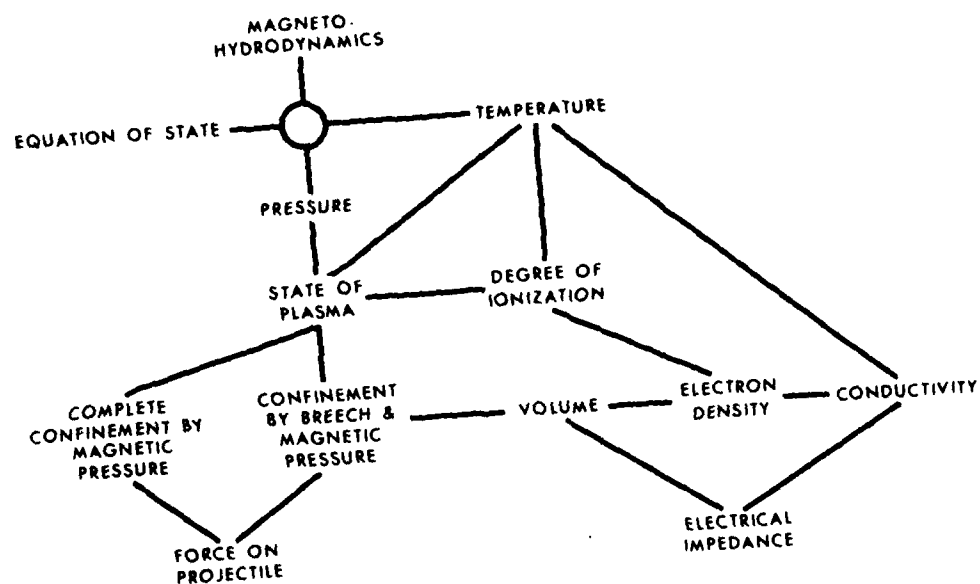 MAGNETO-
HYDRODYNAMICS
EQUATION OF STATE
TEMPERATURE
PRESSURE
STATE OF
PLASMA
DEGREE OF
IONIZATION
COMPLETE
CONFINEMENT BY
MAGNETIC
PRESSURE
CONFINEMENT
BY BREECH &
MAGNETIC
PRESSURE
VOLUME
ELECTRON
DENSITY
CONDUCTIVITY
FORCE ON
PROJECTILE
ELECTRICAL
IMPEDANCE